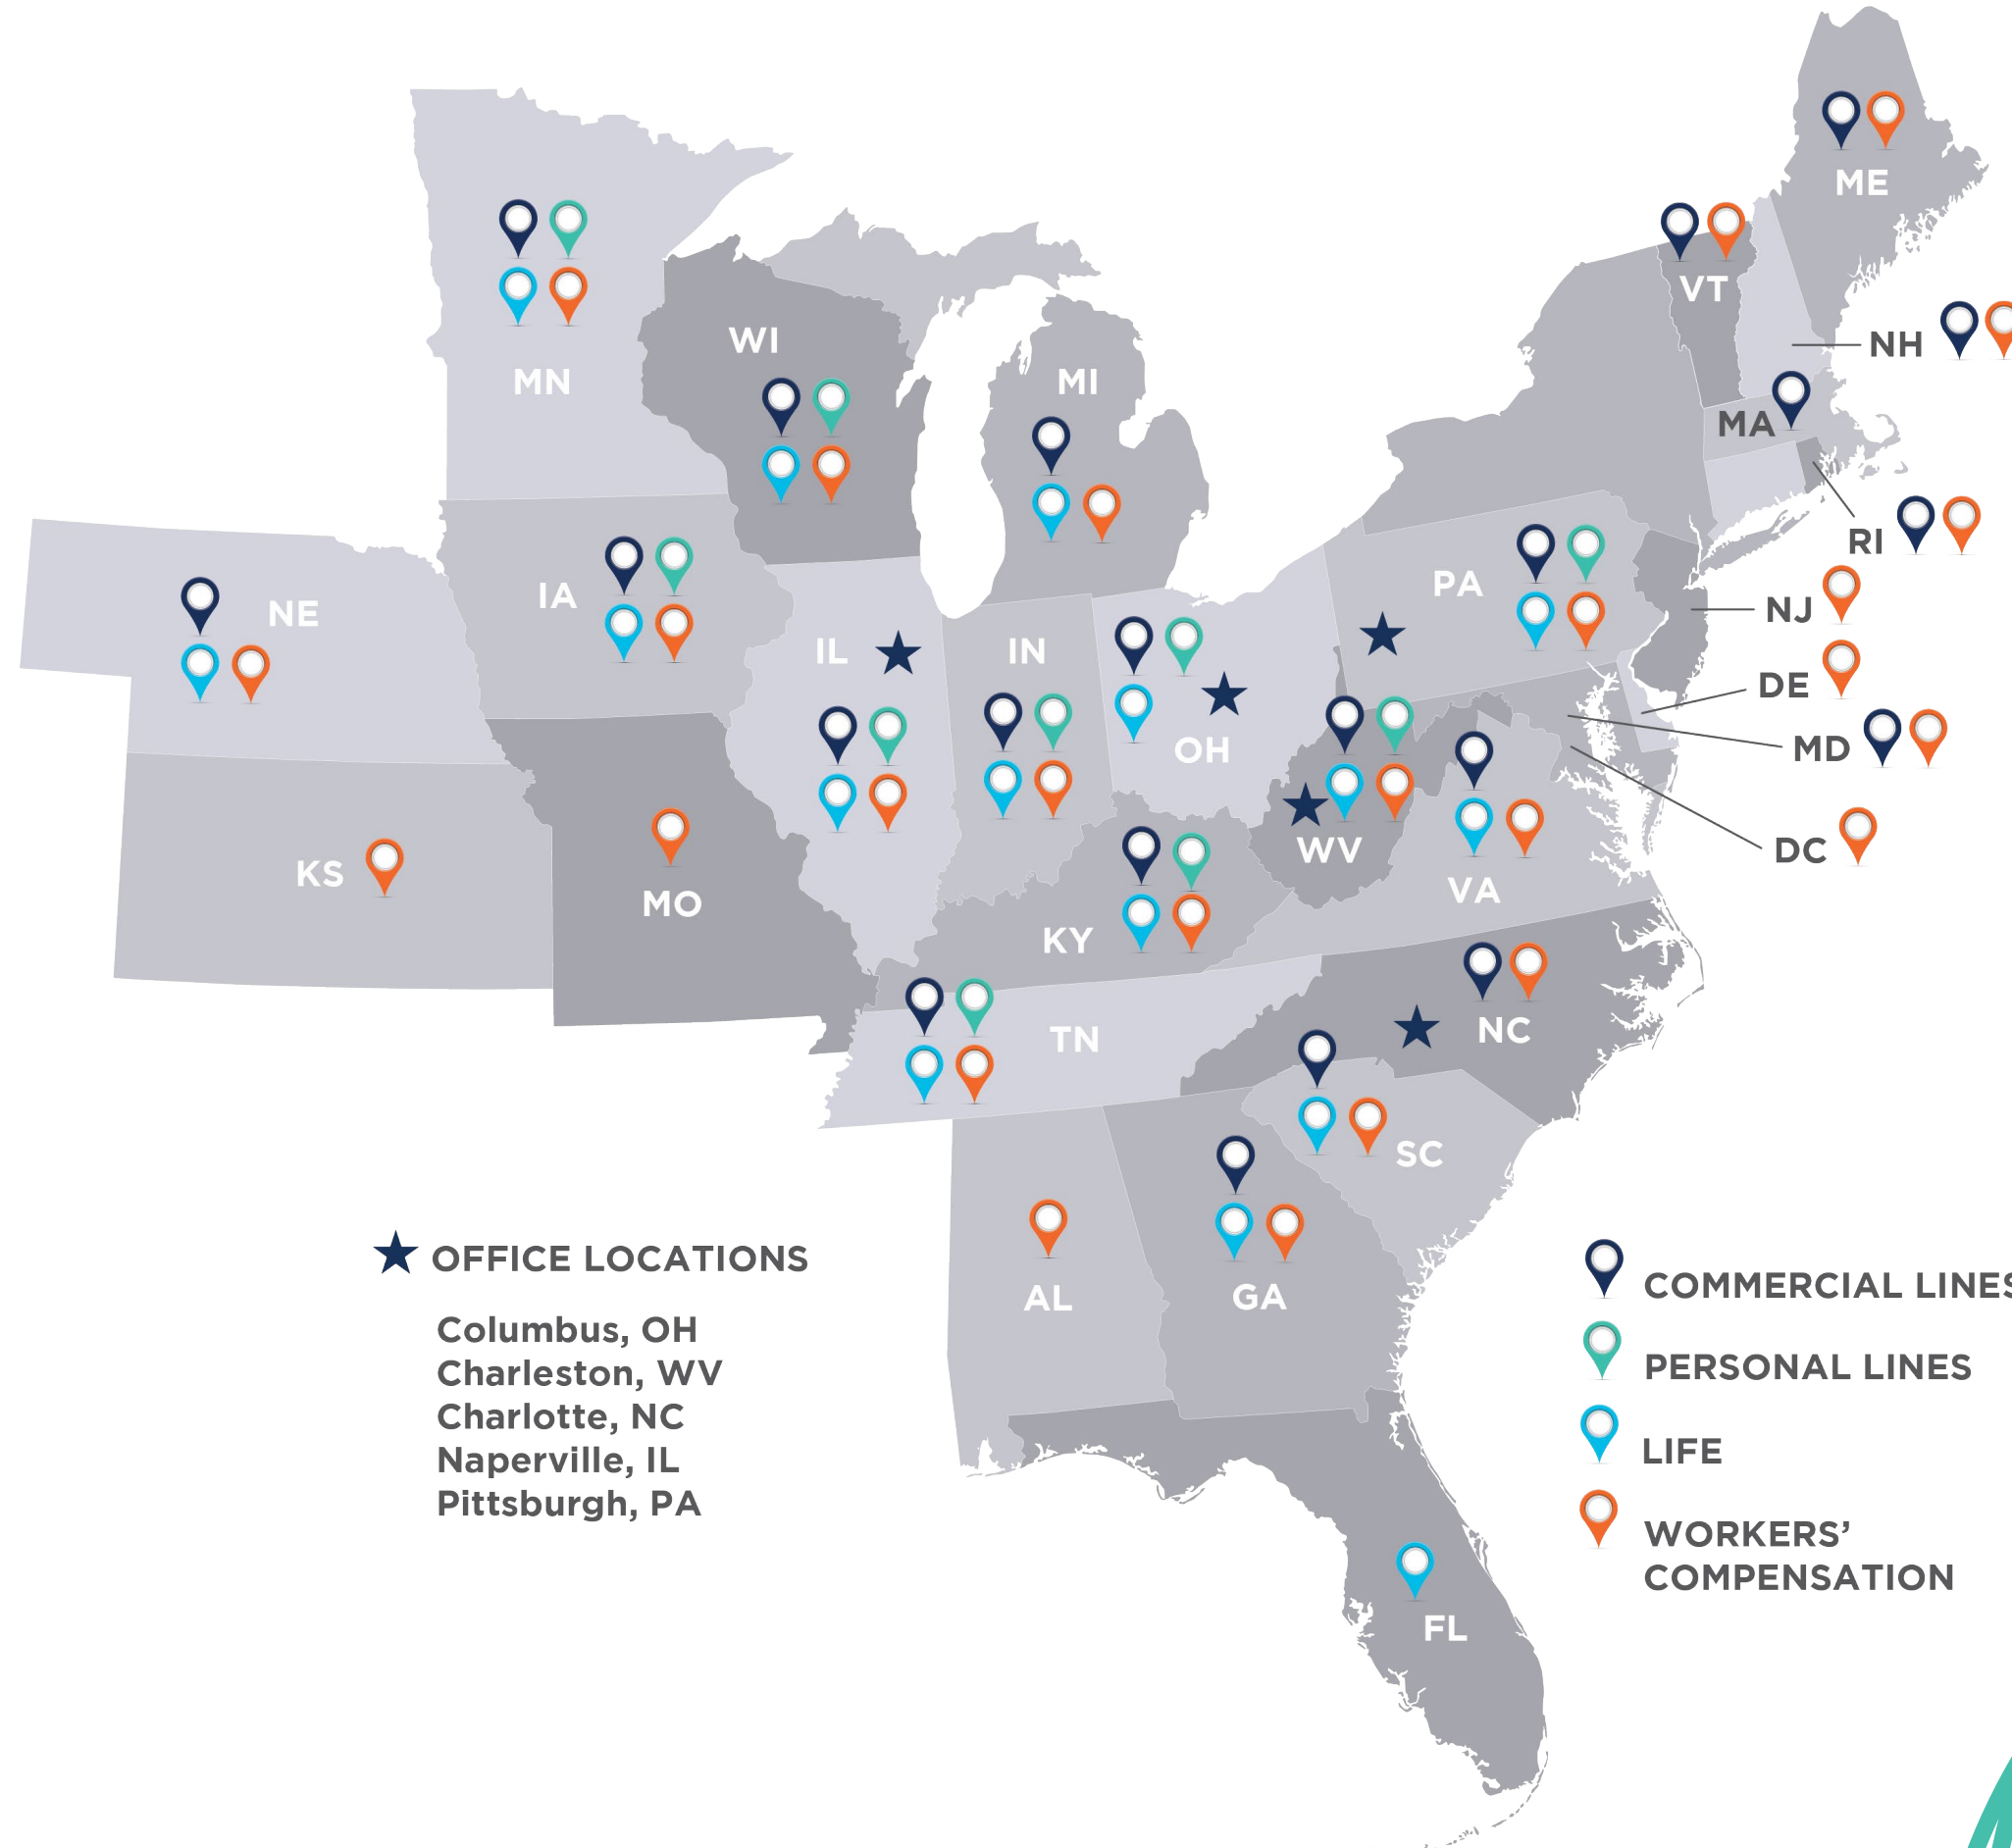 ME
VT
NH
MN
WI
MI
MA
RI
NE
IA
PA
NJ
IL
IN
DE
OH
MD
KS
MO
WV
DC
VA
KY
TN
NC
SC
AL
GA
FL
OFFICE LOCATIONS
Columbus, OH
Charleston, WV
Charlotte, NC
Naperville, IL
Pittsburgh, PA
COMMERCIAL LINES
PERSONAL LINES
LIFE
WORKERS’
COMPENSATION